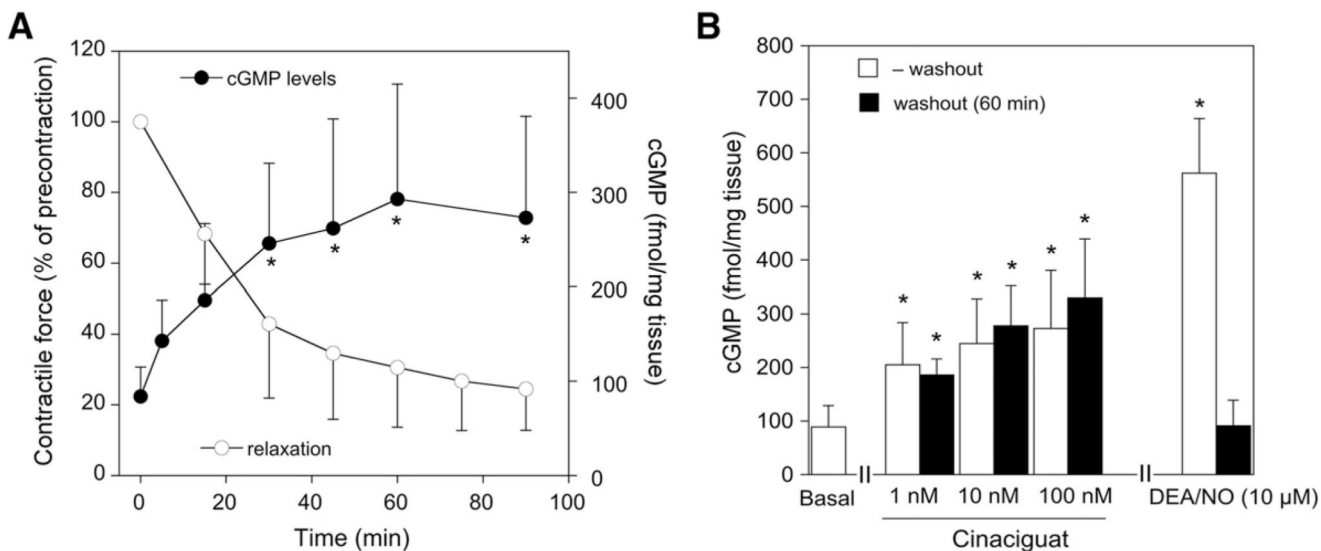 A
Contractile force (% of precontraction)
120
100
80
60
40
20
0
cGMP levels
relaxation
*
*
*
*
400
300
200
100
0
cGMP (fmol/mg tissue)
0
20
40
60
80
100
Time (min)
B
cGMP (fmol/mg tissue)
800
700
600
500
400
300
200
100
0
– washout
washout (60 min)
*
*
*
*
*
*
*
Basal
1 nM
10 nM
100 nM
DEA/NO (10 µM)
Cinaciguat